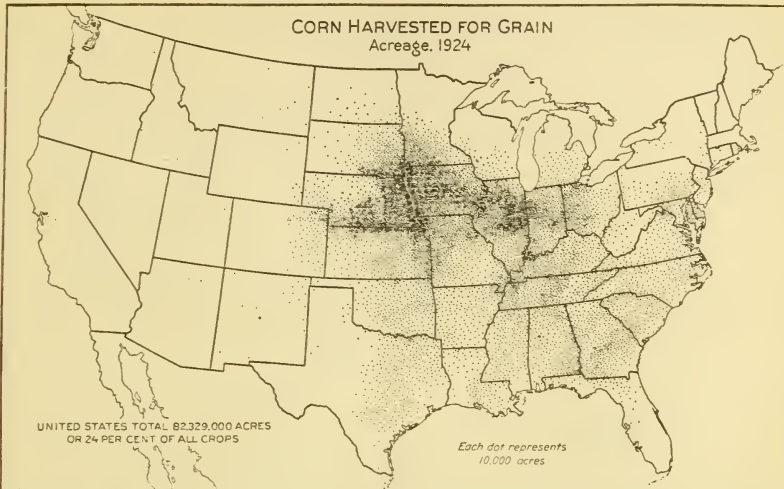 CORN HARVESTED FOR GRAIN
Acreage, 1924
UNITED STATES TOTAL 82,329,000 ACRES
OR 24 PER CENT OF ALL CROPS
Each dot represents
10,000 acres